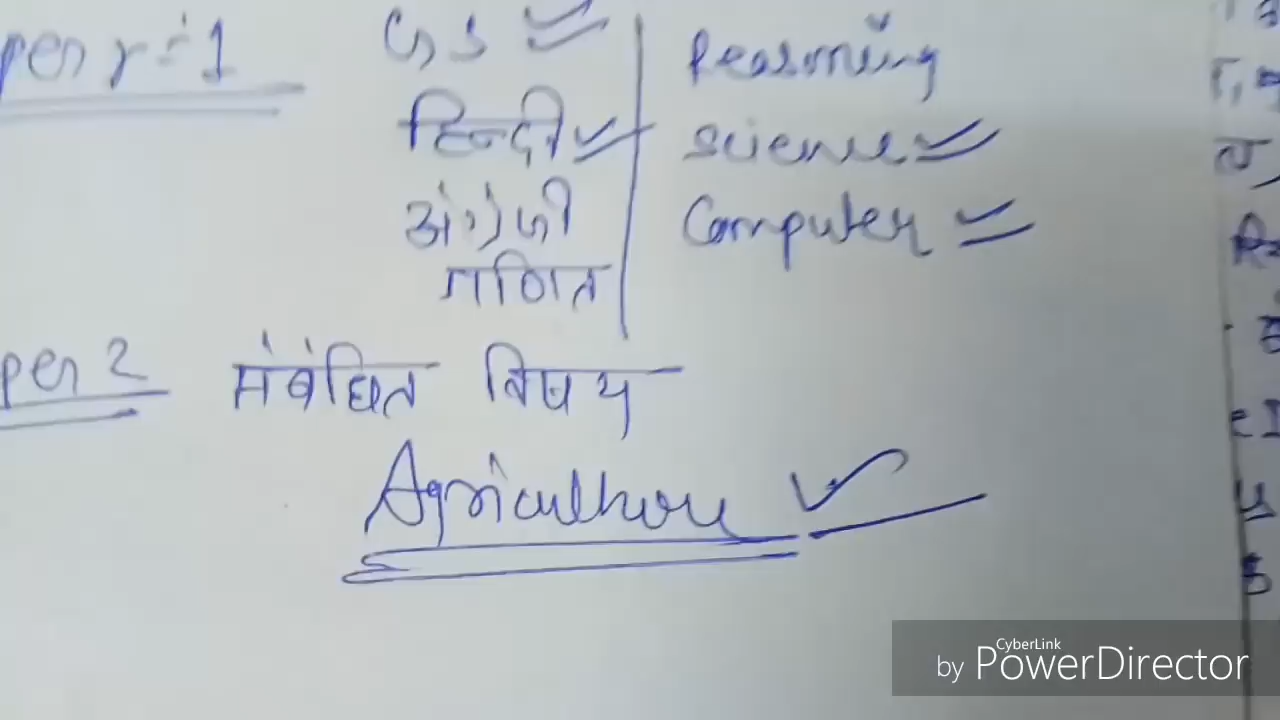 per r:-1
GS
हिन्दी
अंग्रेजी
गणित
Reasoning
Science
Computer
per 2 संबंधित विषय
Agriculture
by CyberLink PowerDirector